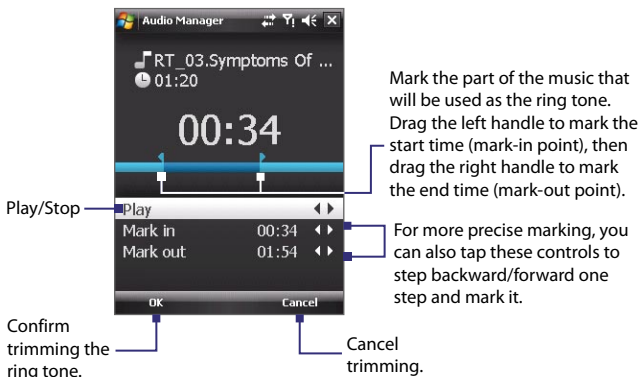 Audio Manager
RT_03.Symptoms Of ...
01:20
00:34
Play
Mark in 00:34
Mark out 01:54
OK Cancel
Play/Stop
Mark the part of the music that
will be used as the ring tone.
Drag the left handle to mark the
start time (mark-in point), then
drag the right handle to mark
the end time (mark-out point).
For more precise marking, you
can also tap these controls to
step backward/forward one
step and mark it.
Confirm
trimming the
ring tone.
Cancel
trimming.